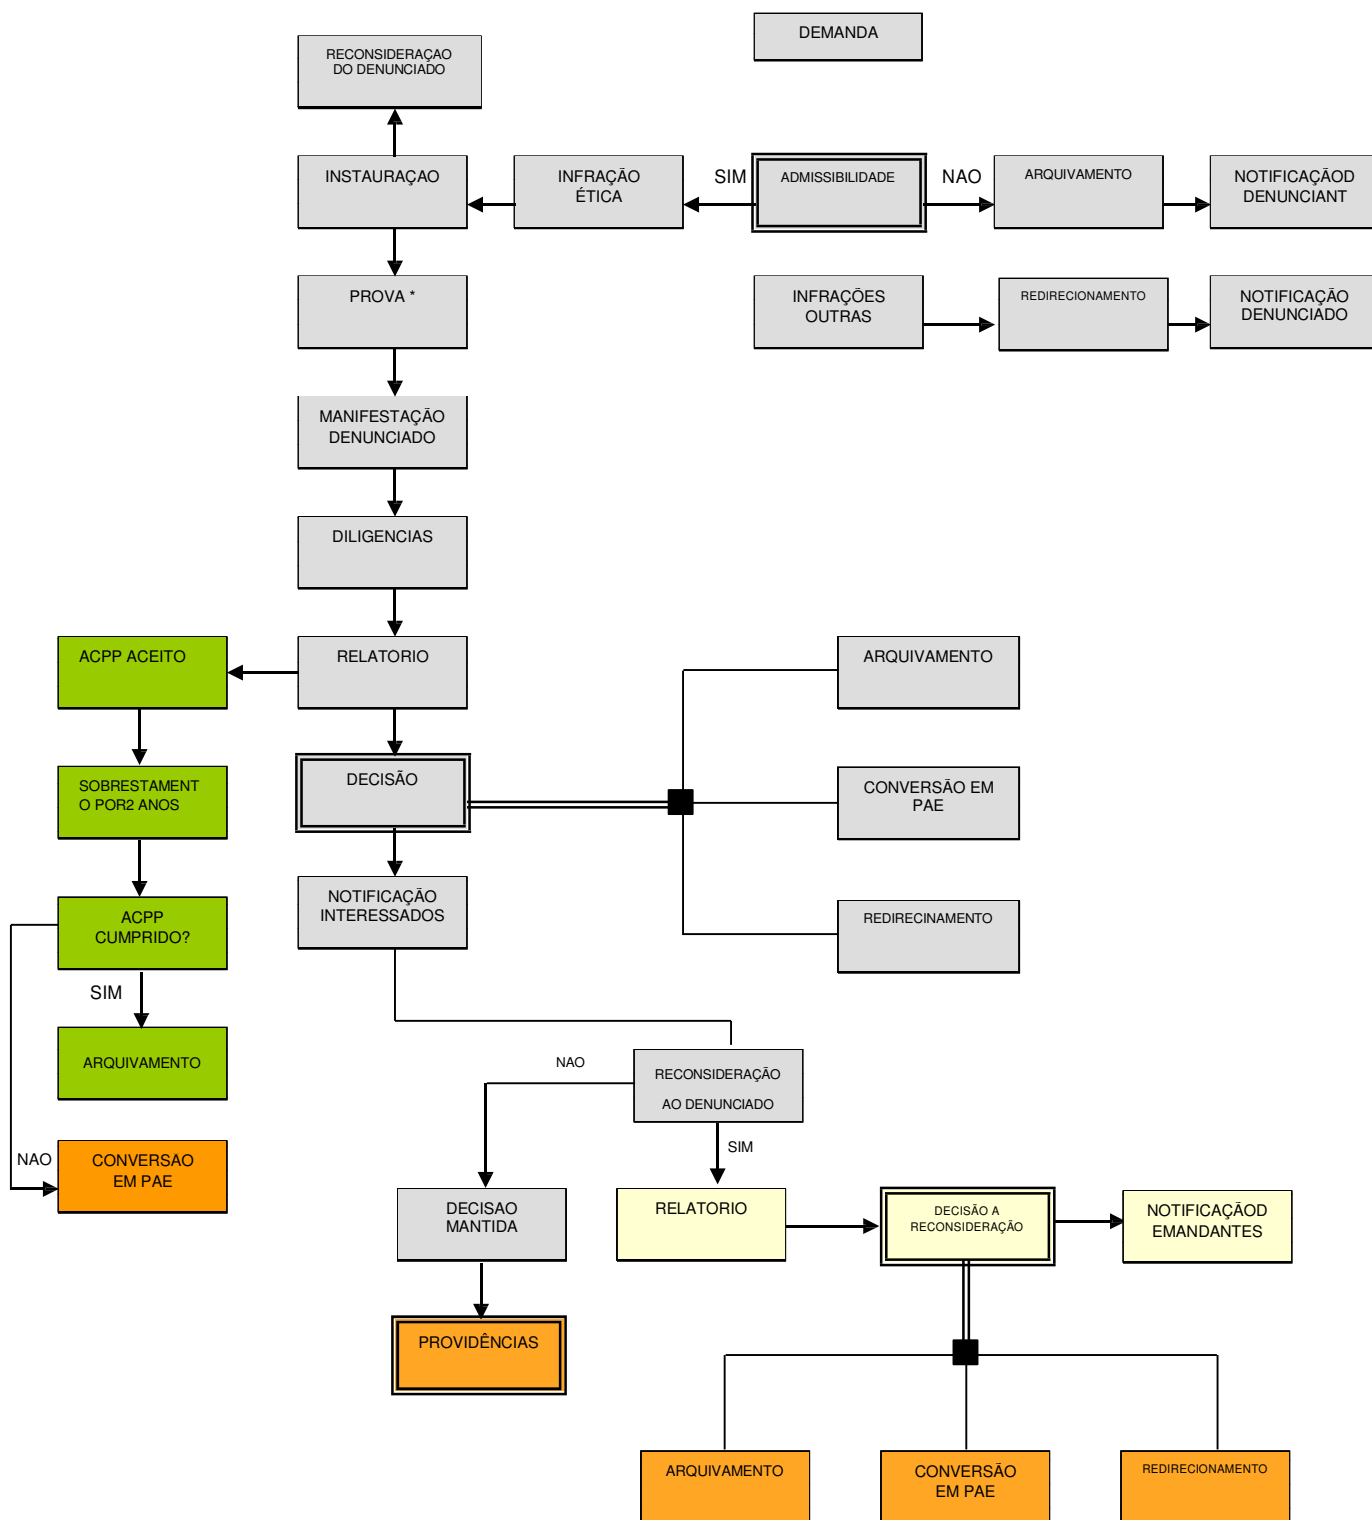 DEMANDA
RECONSIDERAÇAO
DO DENUNCIADO
INSTAURAÇAO
INFRAÇÃO
ÉTICA
SIM
ADMISSIBILIDADE
NAO
ARQUIVAMENTO
NOTIFICAÇÃOD
DENUNCIANT
PROVA *
INFRAÇÕES
OUTRAS
REDIRECIONAMENTO
NOTIFICAÇÃO
DENUNCIADO
MANIFESTAÇÃO
DENUNCIADO
DILIGENCIAS
ACPP ACEITO
RELATORIO
ARQUIVAMENTO
SOBRESTAMENT
O POR2 ANOS
DECISÃO
CONVERSÃO EM
PAE
ACPP
CUMPRIDO?
NOTIFICAÇÃO
INTERESSADOS
REDIRECINAMENTO
SIM
ARQUIVAMENTO
NAO
RECONSIDERAÇÃO
AO DENUNCIADO
SIM
NAO
CONVERSAO
EM PAE
DECISAO
MANTIDA
RELATORIO
DECISÃO A
RECONSIDERAÇÃO
NOTIFICAÇÃOD
EMANDANTES
PROVIDÊNCIAS
ARQUIVAMENTO
CONVERSÃO
EM PAE
REDIRECIONAMENTO